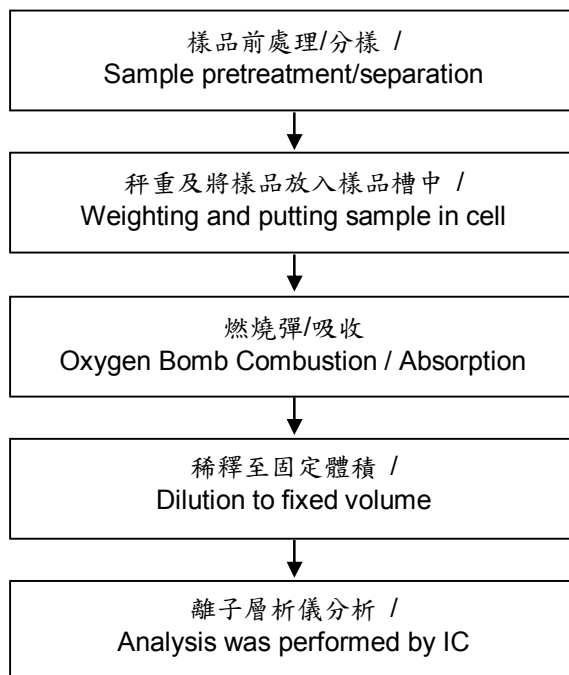 樣品前處理/分樣 /
Sample pretreatment/separation
秤重及將樣品放入樣品槽中 /
Weighting and putting sample in cell
燃燒彈/吸收
Oxygen Bomb Combustion / Absorption
稀釋至固定體積 /
Dilution to fixed volume
離子層析儀分析 /
Analysis was performed by IC